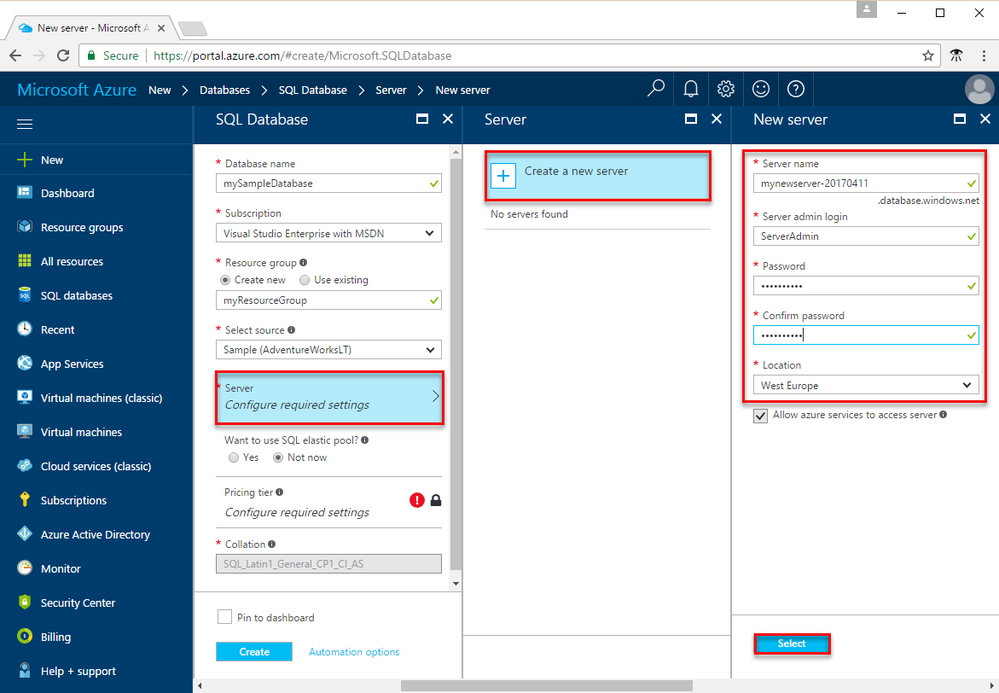 New server - Microsoft A
Secure
https://portal.azure.com/#create/Microsoft.SQLDatabase
Microsoft Azure New > Databases > SQL Database > Server > New server
New
Dashboard
Resource groups
All resources
SQL databases
Recent
App Services
Virtual machines (classic)
Virtual machines
Cloud services (classic)
Subscriptions
Azure Active Directory
Monitor
Security Center
Billing
Help + support
SQL Database
* Database name
mySampleDatabase
* Subscription
Visual Studio Enterprise with MSDN
* Resource group
Create new Use existing
myResourceGroup
* Select source
Sample (AdventureWorksLT)
* Server
Configure required settings
Want to use SQL elastic pool?
Yes Not now
Pricing tier
Configure required settings
* Collation
SQL_Latin1_General_CP1_CI_AS
Pin to dashboard
Create Automation options
Server
Create a new server
No servers found
New server
* Server name
mynewserver-20170411
.database.windows.net
* Server admin login
ServerAdmin
* Password
••••••••••
* Confirm password
••••••••••
* Location
West Europe
Allow azure services to access server
Select